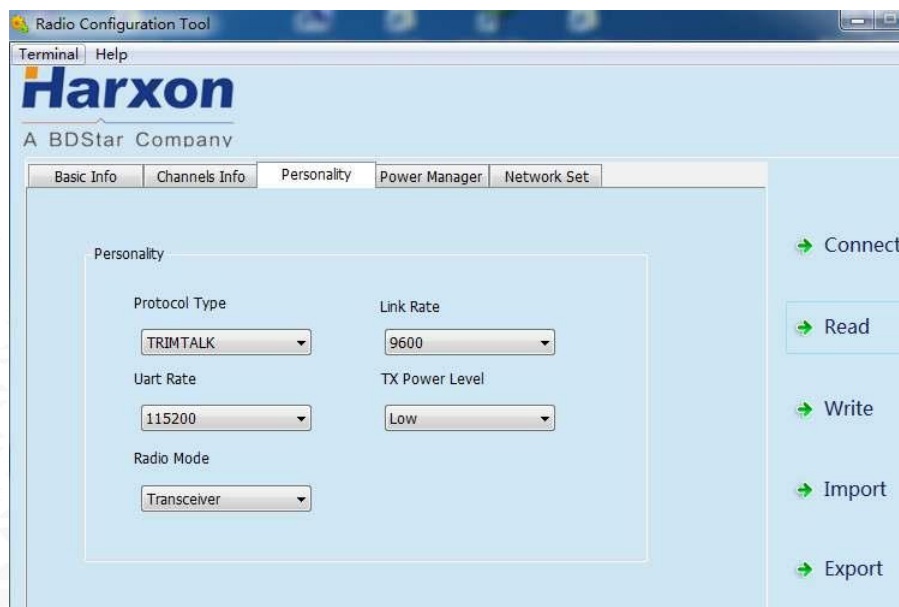 Radio Configuration Tool
Terminal Help
Harxon
A BDStar Company
Basic Info Channels Info Personality Power Manager Network Set
Personality
Protocol Type Link Rate
TRIMTALK 9600
Uart Rate TX Power Level
115200 Low
Radio Mode
Transceiver
Connect
Read
Write
Import
Export